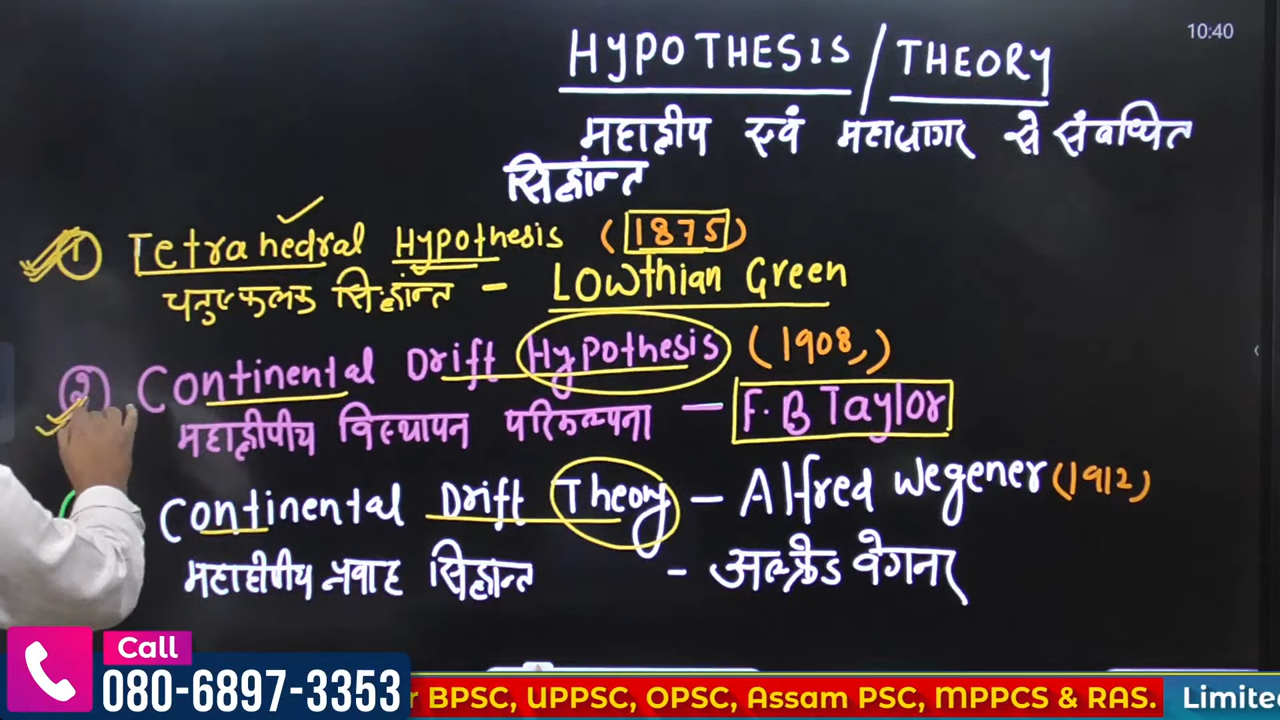 10:40
HYPOTHESIS / THEORY
महाद्वीप एवं महासागर से संबन्धित
सिद्धांन्त
① Tetrahedral Hypothesis (1875)
चतुष्फलक सिद्धांन्त - Lowthian Green
② Continental Drift Hypothesis (1908,)
महाद्वीपीय विस्थापन परिकल्पना - F.B Taylor
Continental Drift Theory - Alfred Wegener (1912)
महाद्वीपीय प्रवाह सिद्धान्त - अल्फ्रेड वेगनर
Call
080-6897-3353
r BPSC, UPPSC, OPSC, Assam PSC, MPPCS & RAS.
Limite